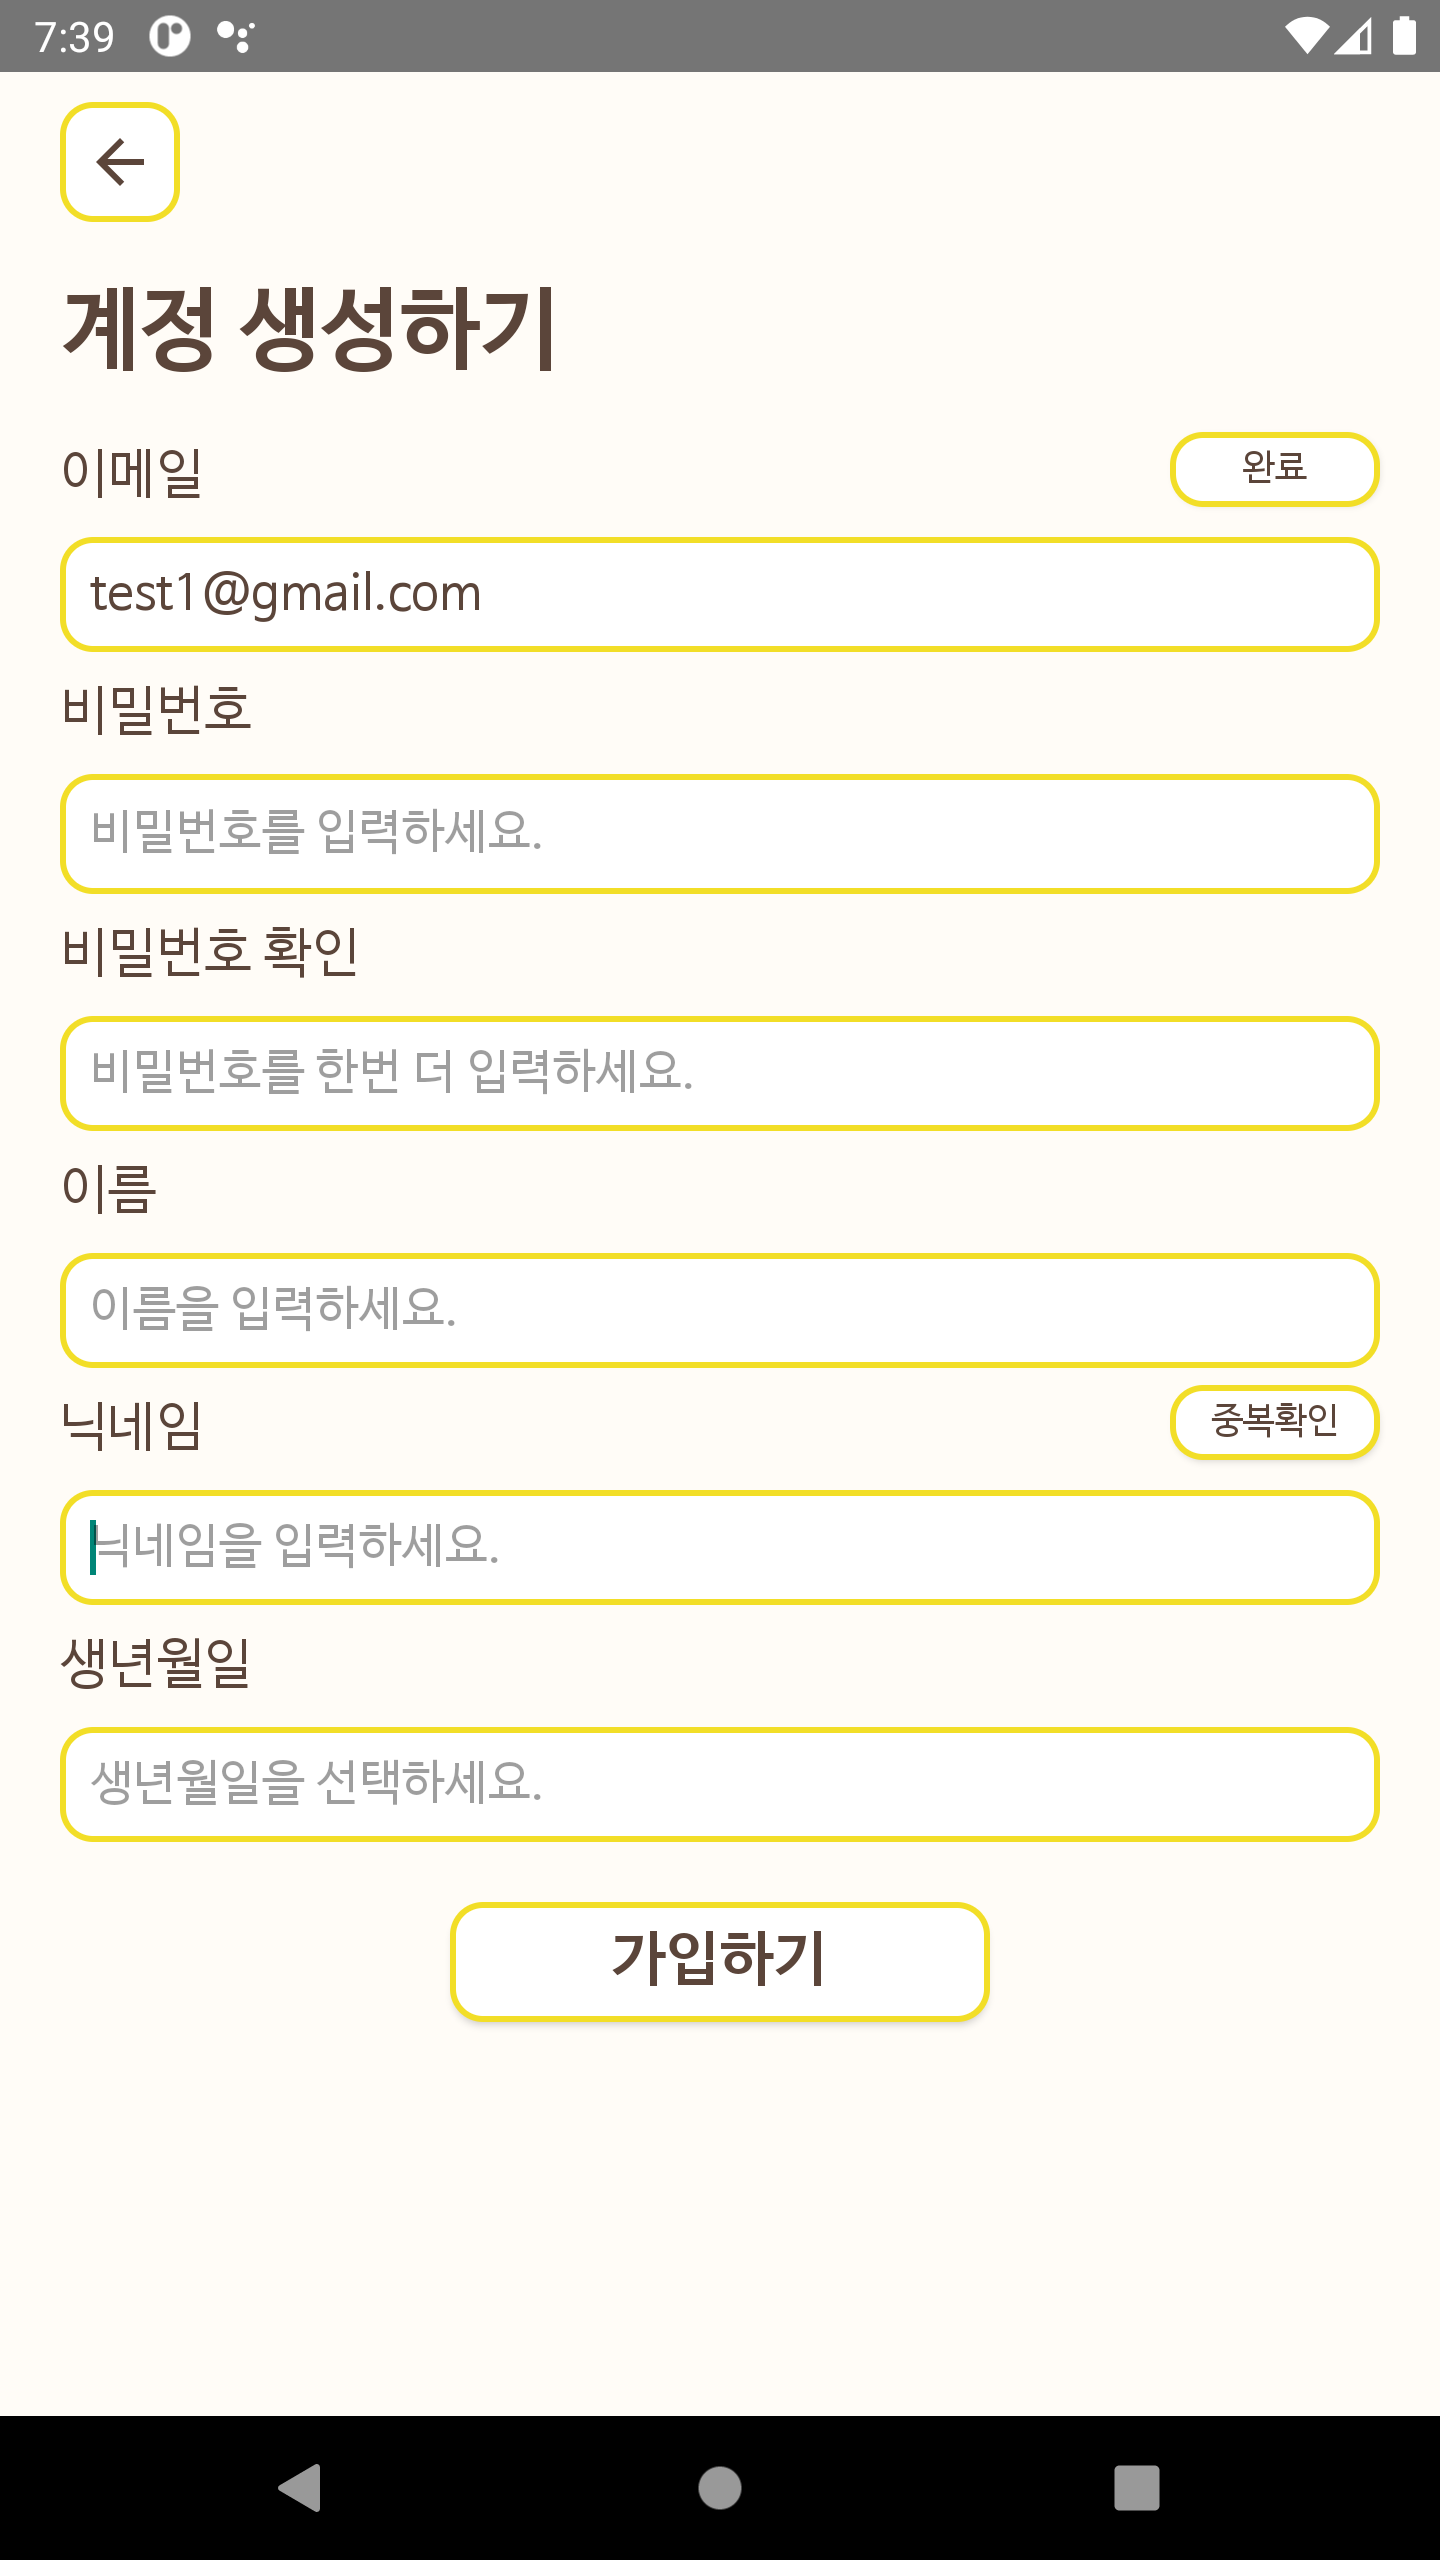 7:39
계정 생성하기
이메일
완료
test1@gmail.com
비밀번호
비밀번호를 입력하세요.
비밀번호 확인
비밀번호를 한번 더 입력하세요.
이름
이름을 입력하세요.
닉네임
중복확인
닉네임을 입력하세요.
생년월일
생년월일을 선택하세요.
가입하기